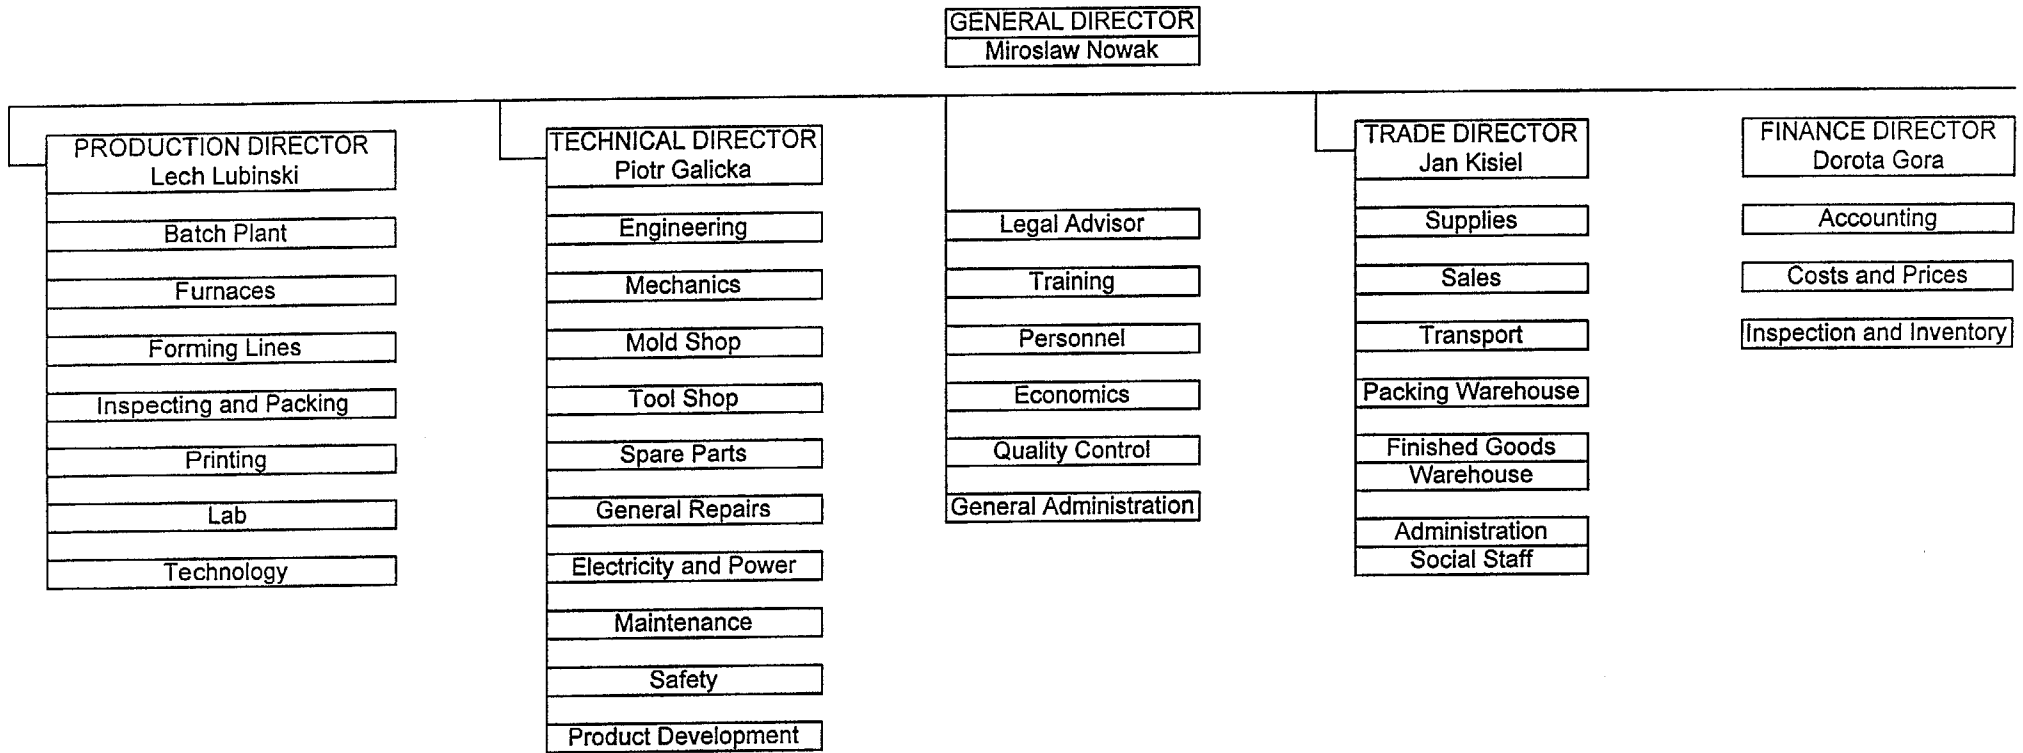 GENERAL DIRECTOR
Miroslaw Nowak
PRODUCTION DIRECTOR
Lech Lubinski
Batch Plant
Furnaces
Forming Lines
Inspecting and Packing
Printing
Lab
Technology
TECHNICAL DIRECTOR
Piotr Galicka
Engineering
Mechanics
Mold Shop
Tool Shop
Spare Parts
General Repairs
Electricity and Power
Maintenance
Safety
Product Development
Legal Advisor
Training
Personnel
Economics
Quality Control
General Administration
TRADE DIRECTOR
Jan Kisiel
Supplies
Sales
Transport
Packing Warehouse
Finished Goods
Warehouse
Administration
Social Staff
FINANCE DIRECTOR
Dorota Gora
Accounting
Costs and Prices
Inspection and Inventory